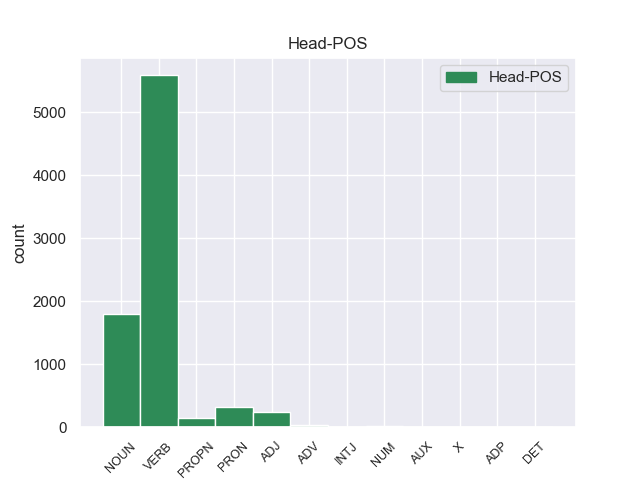 Head-POS
Head-POS
5000
4000
3000
2000
1000
0
count
NOUN
VERB
PROPN
PRON
ADJ
ADV
INTJ
NUM
AUX
X
ADP
DET